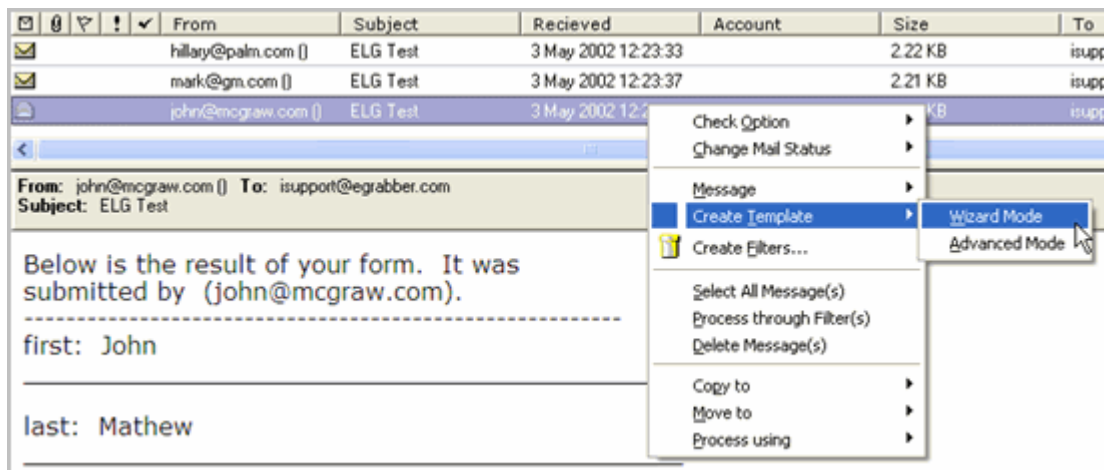 From Subject Recieved Account Size To
hillary@palm.com () ELG Test 3 May 2002 12:23:33 2.22 KB isupp
mark@gm.com () ELG Test 3 May 2002 12:23:37 2.21 KB isupp
john@mcgraw.com () ELG Test 3 May 2002 12:2 KB isupp
From: john@mcgraw.com () To: isupport@egrabber.com
Subject: ELG Test
Below is the result of your form. It was
submitted by (john@mcgraw.com).
------------------------------------------------------------
first: John
last: Mathew
Check Option
Change Mail Status
Message
Create Template
Create Filters...
Select All Message(s)
Process through Filter(s)
Delete Message(s)
Copy to
Move to
Process using
Wizard Mode
Advanced Mode